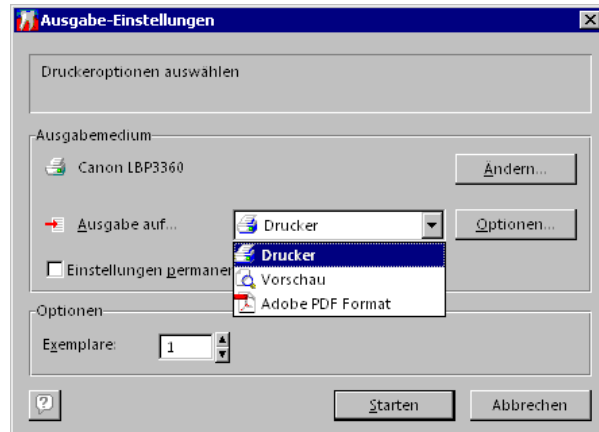 Ausgabe-Einstellungen
Druckeroptionen auswählen
Ausgabemedium
Canon LBP3360
Ändern...
Ausgabe auf...
Drucker
Optionen...
Drucker
Einstellungen permaner
Vorschau
Adobe PDF Format
Optionen
Exemplare:
1
Starten
Abbrechen